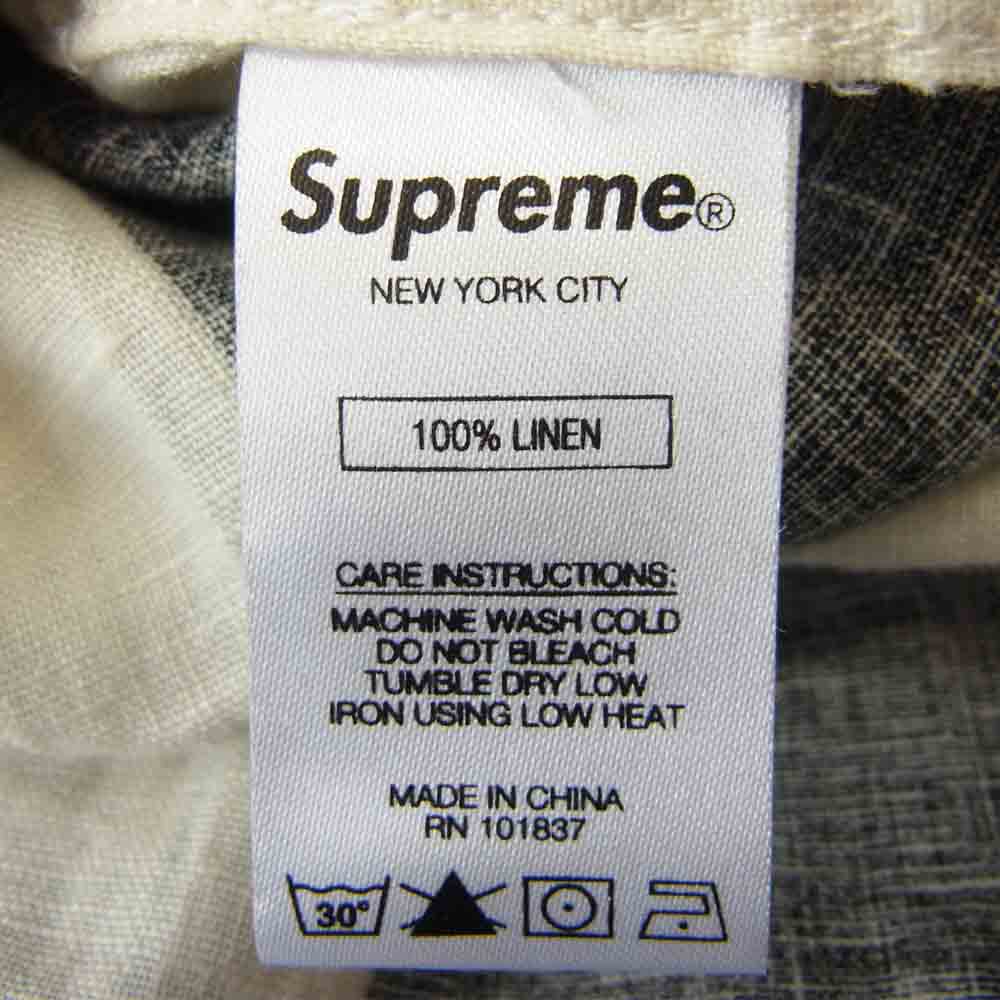 Supreme®
NEW YORK CITY
100% LINEN
CARE INSTRUCTIONS:
MACHINE WASH COLD
DO NOT BLEACH
TUMBLE DRY LOW
IRON USING LOW HEAT
MADE IN CHINA
RN 101837
30°